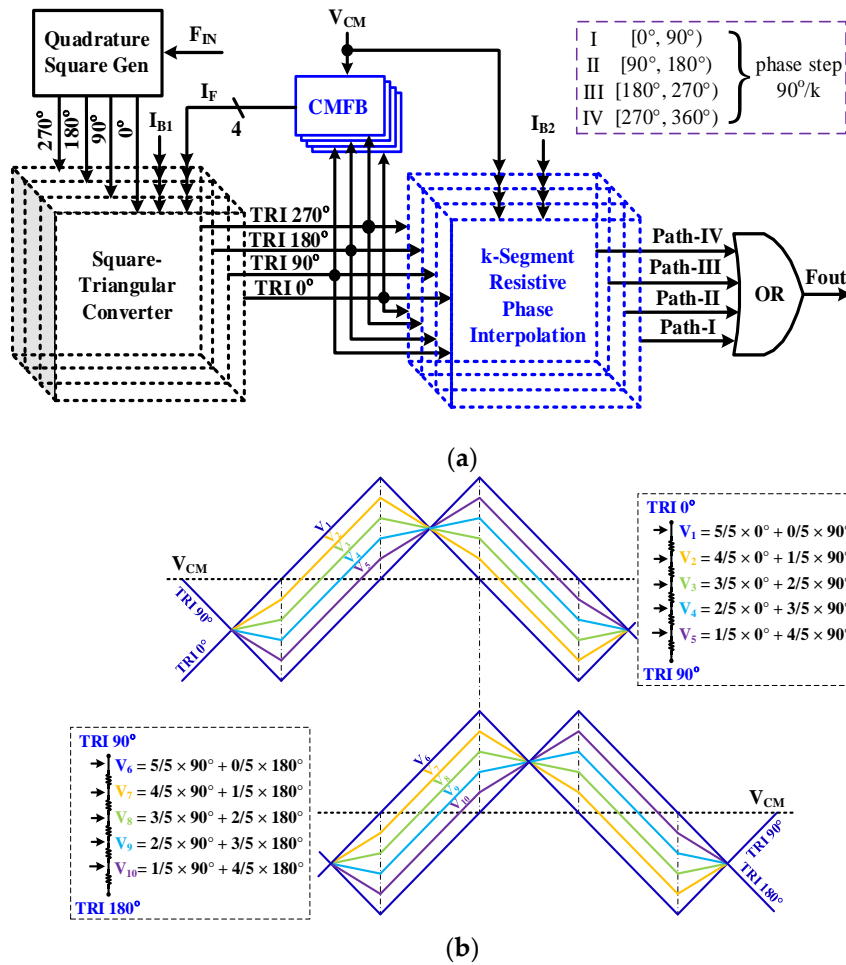 Quadrature
Square Gen
F_IN
V_CM
I [0°, 90°)
II [90°, 180°)
III [180°, 270°)
IV [270°, 360°)
phase step
90°/k
270°
180°
90°
0°
I_B1
I_F
4
CMFB
I_B2
TRI 270°
TRI 180°
TRI 90°
TRI 0°
Square-
Triangular
Converter
k-Segment
Resistive
Phase
Interpolation
Path-IV
Path-III
Path-II
Path-I
OR
Fout
(a)
V_CM
TRI 90°
TRI 0°
V_1
V_2
V_3
V_4
V_5
TRI 0°
V_1 = 5/5 × 0° + 0/5 × 90°
V_2 = 4/5 × 0° + 1/5 × 90°
V_3 = 3/5 × 0° + 2/5 × 90°
V_4 = 2/5 × 0° + 3/5 × 90°
V_5 = 1/5 × 0° + 4/5 × 90°
TRI 90°
TRI 90°
V_6 = 5/5 × 90° + 0/5 × 180°
V_7 = 4/5 × 90° + 1/5 × 180°
V_8 = 3/5 × 90° + 2/5 × 180°
V_9 = 2/5 × 90° + 3/5 × 180°
V_10 = 1/5 × 90° + 4/5 × 180°
TRI 180°
V_6
V_7
V_8
V_9
V_10
V_CM
TRI 90°
TRI 180°
(b)